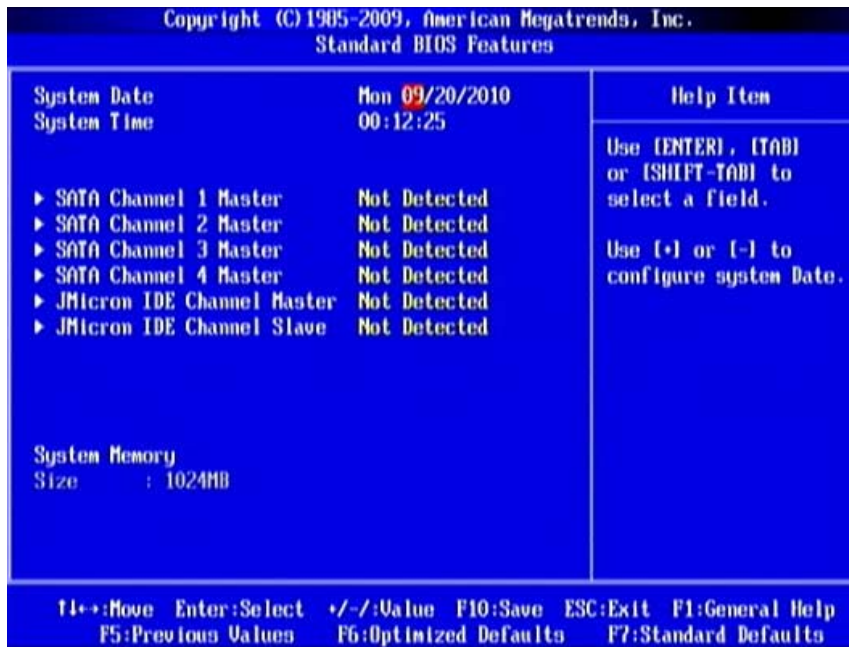 Copyright (C)1985-2009, American Megatrends, Inc.
Standard BIOS Features
System Date Mon 09/20/2010
System Time 00:12:25
▶ SATA Channel 1 Master Not Detected
▶ SATA Channel 2 Master Not Detected
▶ SATA Channel 3 Master Not Detected
▶ SATA Channel 4 Master Not Detected
▶ JMicron IDE Channel Master Not Detected
▶ JMicron IDE Channel Slave Not Detected
System Memory
Size : 1024MB
Help Item
Use [ENTER], [TAB]
or [SHIFT-TAB] to
select a field.
Use [+] or [-] to
configure system Date.
↑↓←→:Move Enter:Select +/-/:Value F10:Save ESC:Exit F1:General Help
F5:Previous Values F6:Optimized Defaults F7:Standard Defaults